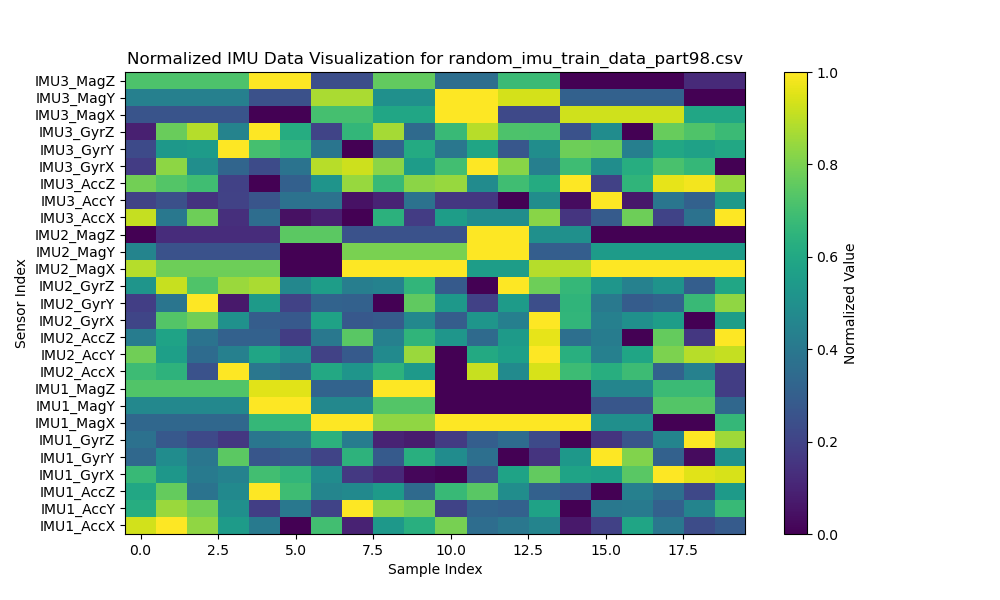 Normalized IMU Data Visualization for random_imu_train_data_part98.csv
IMU3_MagZ
IMU3_MagY
IMU3_MagX
IMU3_GyrZ
IMU3_GyrY
IMU3_GyrX
IMU3_AccZ
IMU3_AccY
IMU3_AccX
IMU2_MagZ
IMU2_MagY
IMU2_MagX
IMU2_GyrZ
IMU2_GyrY
IMU2_GyrX
IMU2_AccZ
IMU2_AccY
IMU2_AccX
IMU1_MagZ
IMU1_MagY
IMU1_MagX
IMU1_GyrZ
IMU1_GyrY
IMU1_GyrX
IMU1_AccZ
IMU1_AccY
IMU1_AccX
Sensor Index
0.0 2.5 5.0 7.5 10.0 12.5 15.0 17.5
Sample Index
1.0
0.8
0.6
0.4
0.2
0.0
Normalized Value